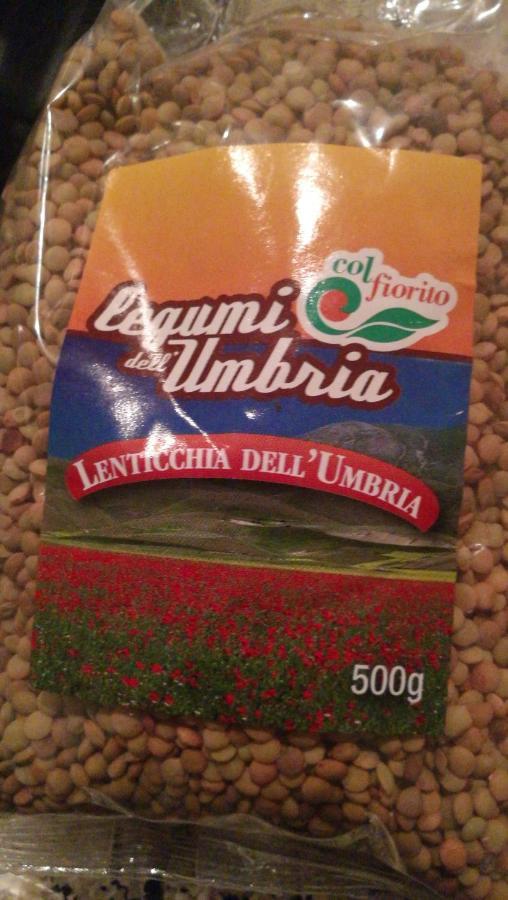 col
fiorito
legumi
dell'Umbria
LENTICCHIA DELL'UMBRIA
500g